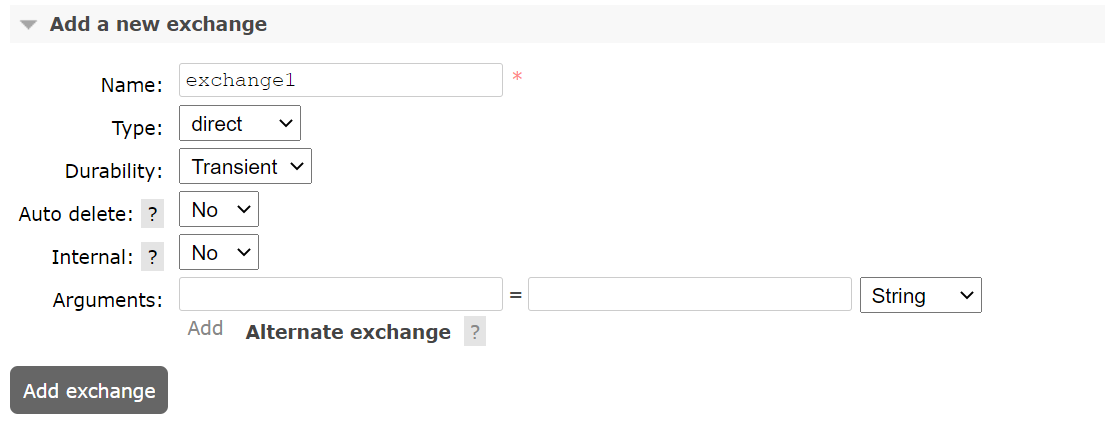 Add a new exchange
Name: exchange1 *
Type: direct
Durability: Transient
Auto delete: ? No
Internal: ? No
Arguments: = String
Add Alternate exchange ?
Add exchange